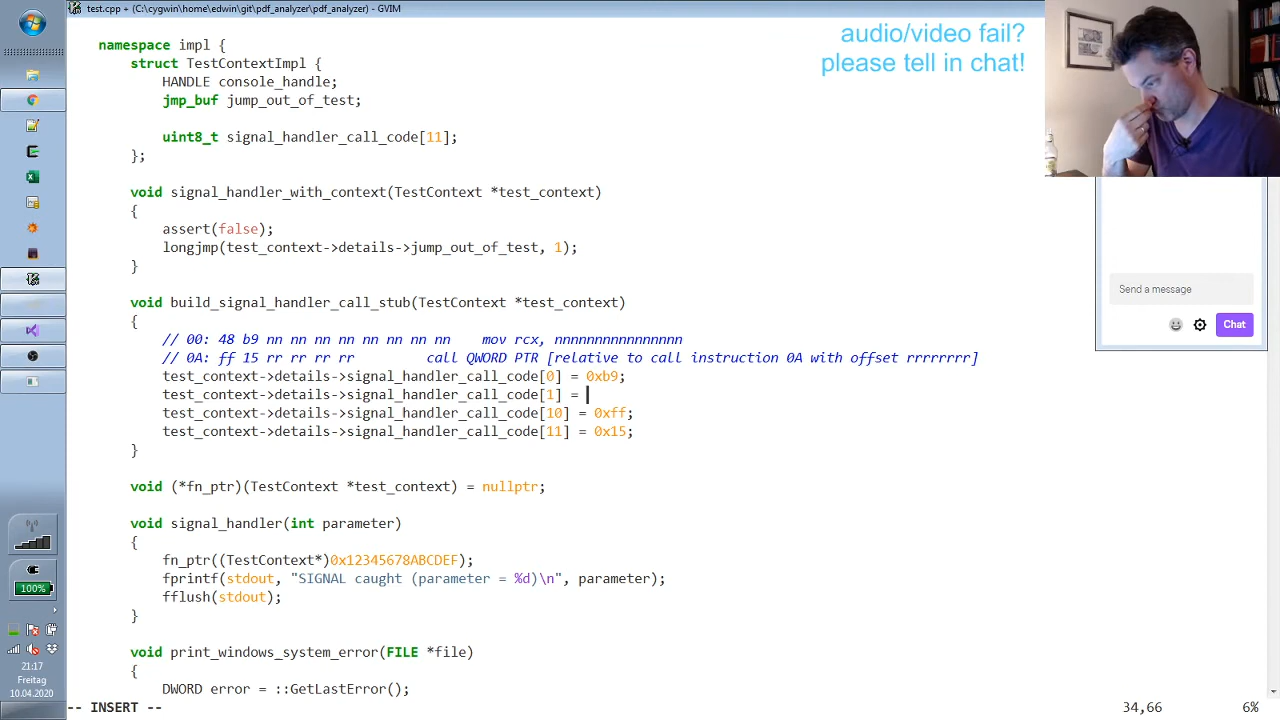 test.cpp + (C:\cygwin\home\edwin\git\pdf_analyzer\pdf_analyzer) - GVIM
audio/video fail?
please tell in chat!
namespace impl {
struct TestContextImpl {
HANDLE console_handle;
jmp_buf jump_out_of_test;
uint8_t signal_handler_call_code[11];
};
void signal_handler_with_context(TestContext *test_context)
{
assert(false);
longjmp(test_context->details->jump_out_of_test, 1);
}
void build_signal_handler_call_stub(TestContext *test_context)
{
// 00: 48 b9 nn nn nn nn nn nn nn nn    mov rcx, nnnnnnnnnnnnnnnn
// 0A: ff 15 rr rr rr rr          call QWORD PTR [relative to call instruction 0A with offset rrrrrrrr]
test_context->details->signal_handler_call_code[0] = 0xb9;
test_context->details->signal_handler_call_code[1] =
test_context->details->signal_handler_call_code[10] = 0xff;
test_context->details->signal_handler_call_code[11] = 0x15;
}
void (*fn_ptr)(TestContext *test_context) = nullptr;
void signal_handler(int parameter)
{
fn_ptr((TestContext*)0x12345678ABCDEF);
fprintf(stdout, "SIGNAL caught (parameter = %d)\n", parameter);
fflush(stdout);
}
void print_windows_system_error(FILE *file)
{
DWORD error = ::GetLastError();
-- INSERT --
34,66
6%
Send a message
Chat
100%
21:17
Freitag
10.04.2020